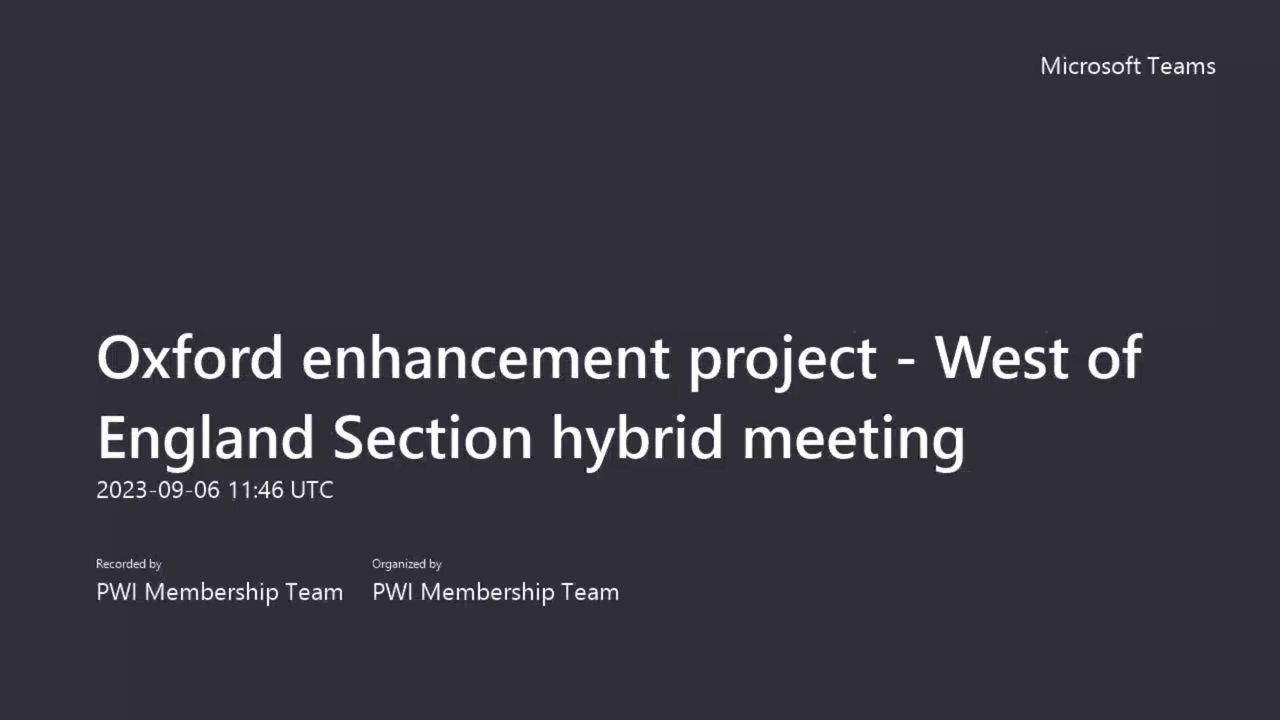 Microsoft Teams
Oxford enhancement project - West of
England Section hybrid meeting
2023-09-06 11:46 UTC
Recorded by
PWI Membership Team
Organized by
PWI Membership Team